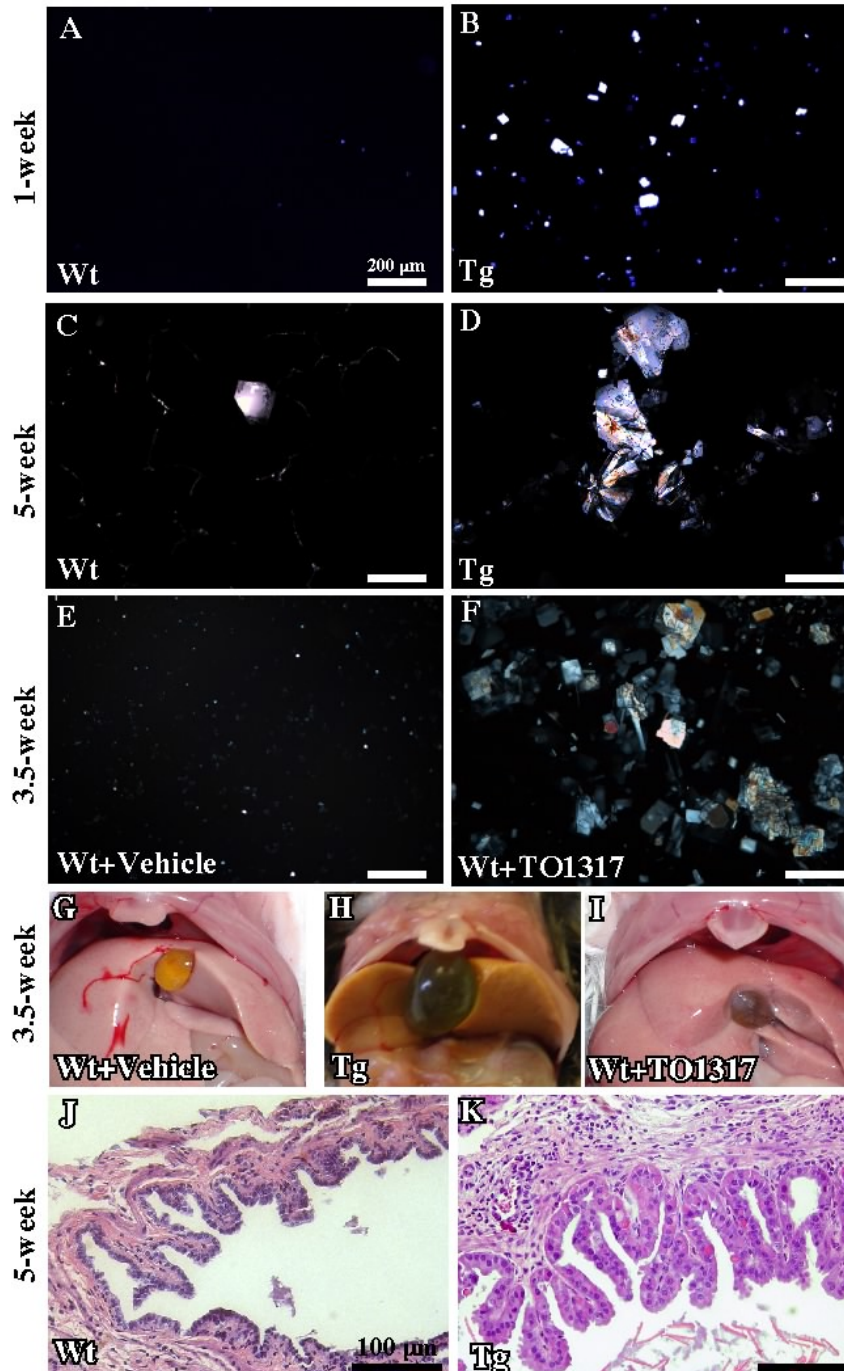 A
B
1-week
Wt
200 μm
Tg
C
D
5-week
Wt
Tg
E
F
3.5-week
Wt+Vehicle
Wt+TO1317
G
H
I
3.5-week
Wt+Vehicle
Tg
Wt+TO1317
J
K
5-week
Wt
100 μm
Tg